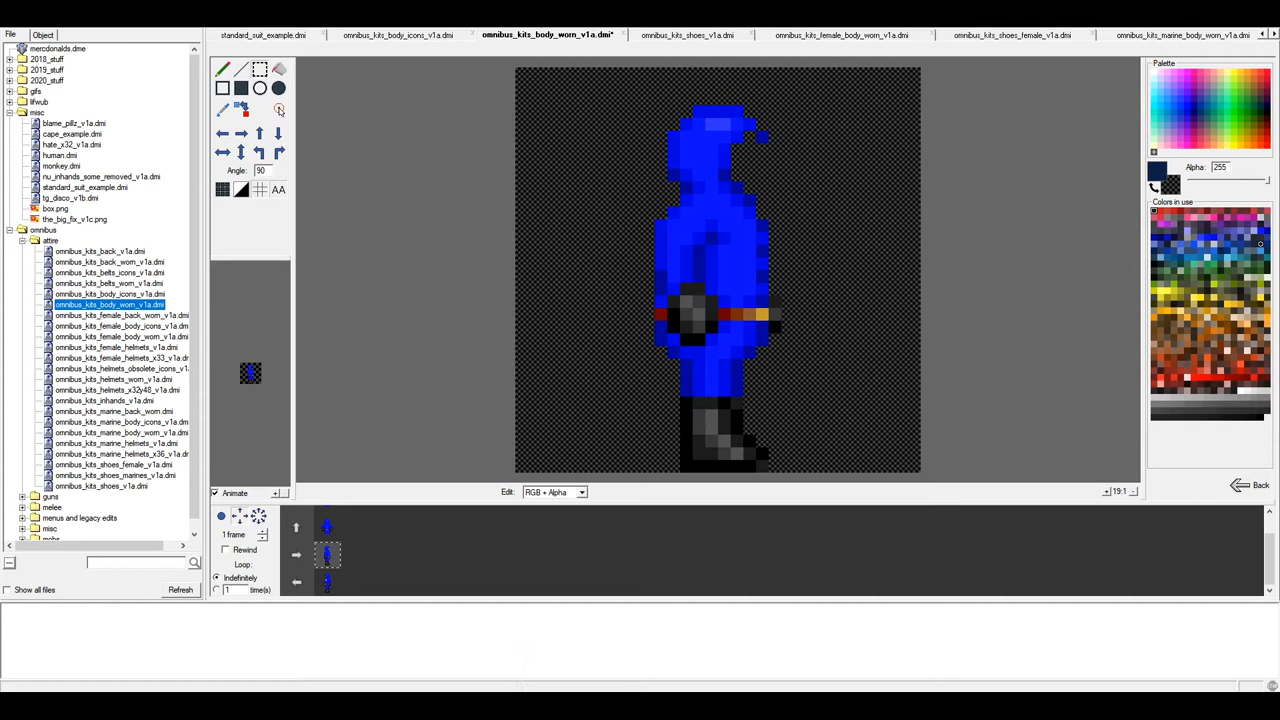 File Object
standard_suit_example.dmi omnibus_kits_body_icons_v1a.dmi omnibus_kits_body_worn_v1a.dmi* omnibus_kits_shoes_v1a.dmi omnibus_kits_female_body_worn_v1a.dmi omnibus_kits_shoes_female_v1a.dmi omnibus_kits_marine_body_worn_v1a.dmi
mercdonalds.dme
2018_stuff
2019_stuff
2020_stuff
gifs
lifwub
misc
blame_pillz_v1a.dmi
cape_example.dmi
hate_x32_v1a.dmi
human.dmi
monkey.dmi
nu_inhands_some_removed_v1a.dmi
standard_suit_example.dmi
tg_disco_v1b.dmi
box.png
the_big_fix_v1c.png
omnibus
attire
omnibus_kits_back_v1a.dmi
omnibus_kits_back_worn_v1a.dmi
omnibus_kits_belts_icons_v1a.dmi
omnibus_kits_belts_worn_v1a.dmi
omnibus_kits_body_icons_v1a.dmi
omnibus_kits_body_worn_v1a.dmi
omnibus_kits_female_back_worn_v1a.dmi
omnibus_kits_female_body_icons_v1a.dmi
omnibus_kits_female_body_worn_v1a.dmi
omnibus_kits_female_helmets_v1a.dmi
omnibus_kits_female_helmets_x33_v1a.dmi
omnibus_kits_helmets_obsolete_icons_v1a.dmi
omnibus_kits_helmets_worn_v1a.dmi
omnibus_kits_helmets_x32y48_v1a.dmi
omnibus_kits_inhands_v1a.dmi
omnibus_kits_marine_back_worn_v1a.dmi
omnibus_kits_marine_body_icons_v1a.dmi
omnibus_kits_marine_body_worn_v1a.dmi
omnibus_kits_marine_helmets_v1a.dmi
omnibus_kits_marine_helmets_x36_v1a.dmi
omnibus_kits_shoes_female_v1a.dmi
omnibus_kits_shoes_marines_v1a.dmi
omnibus_kits_shoes_v1a.dmi
guns
melee
menus and legacy edits
misc
mobs
Show all files
Refresh
Angle: 90
AA
Animate
1 frame
Rewind
Loop:
Indefinitely
1 time(s)
Edit: RGB + Alpha
19:1
Palette
Alpha: 255
Colors in use
Back